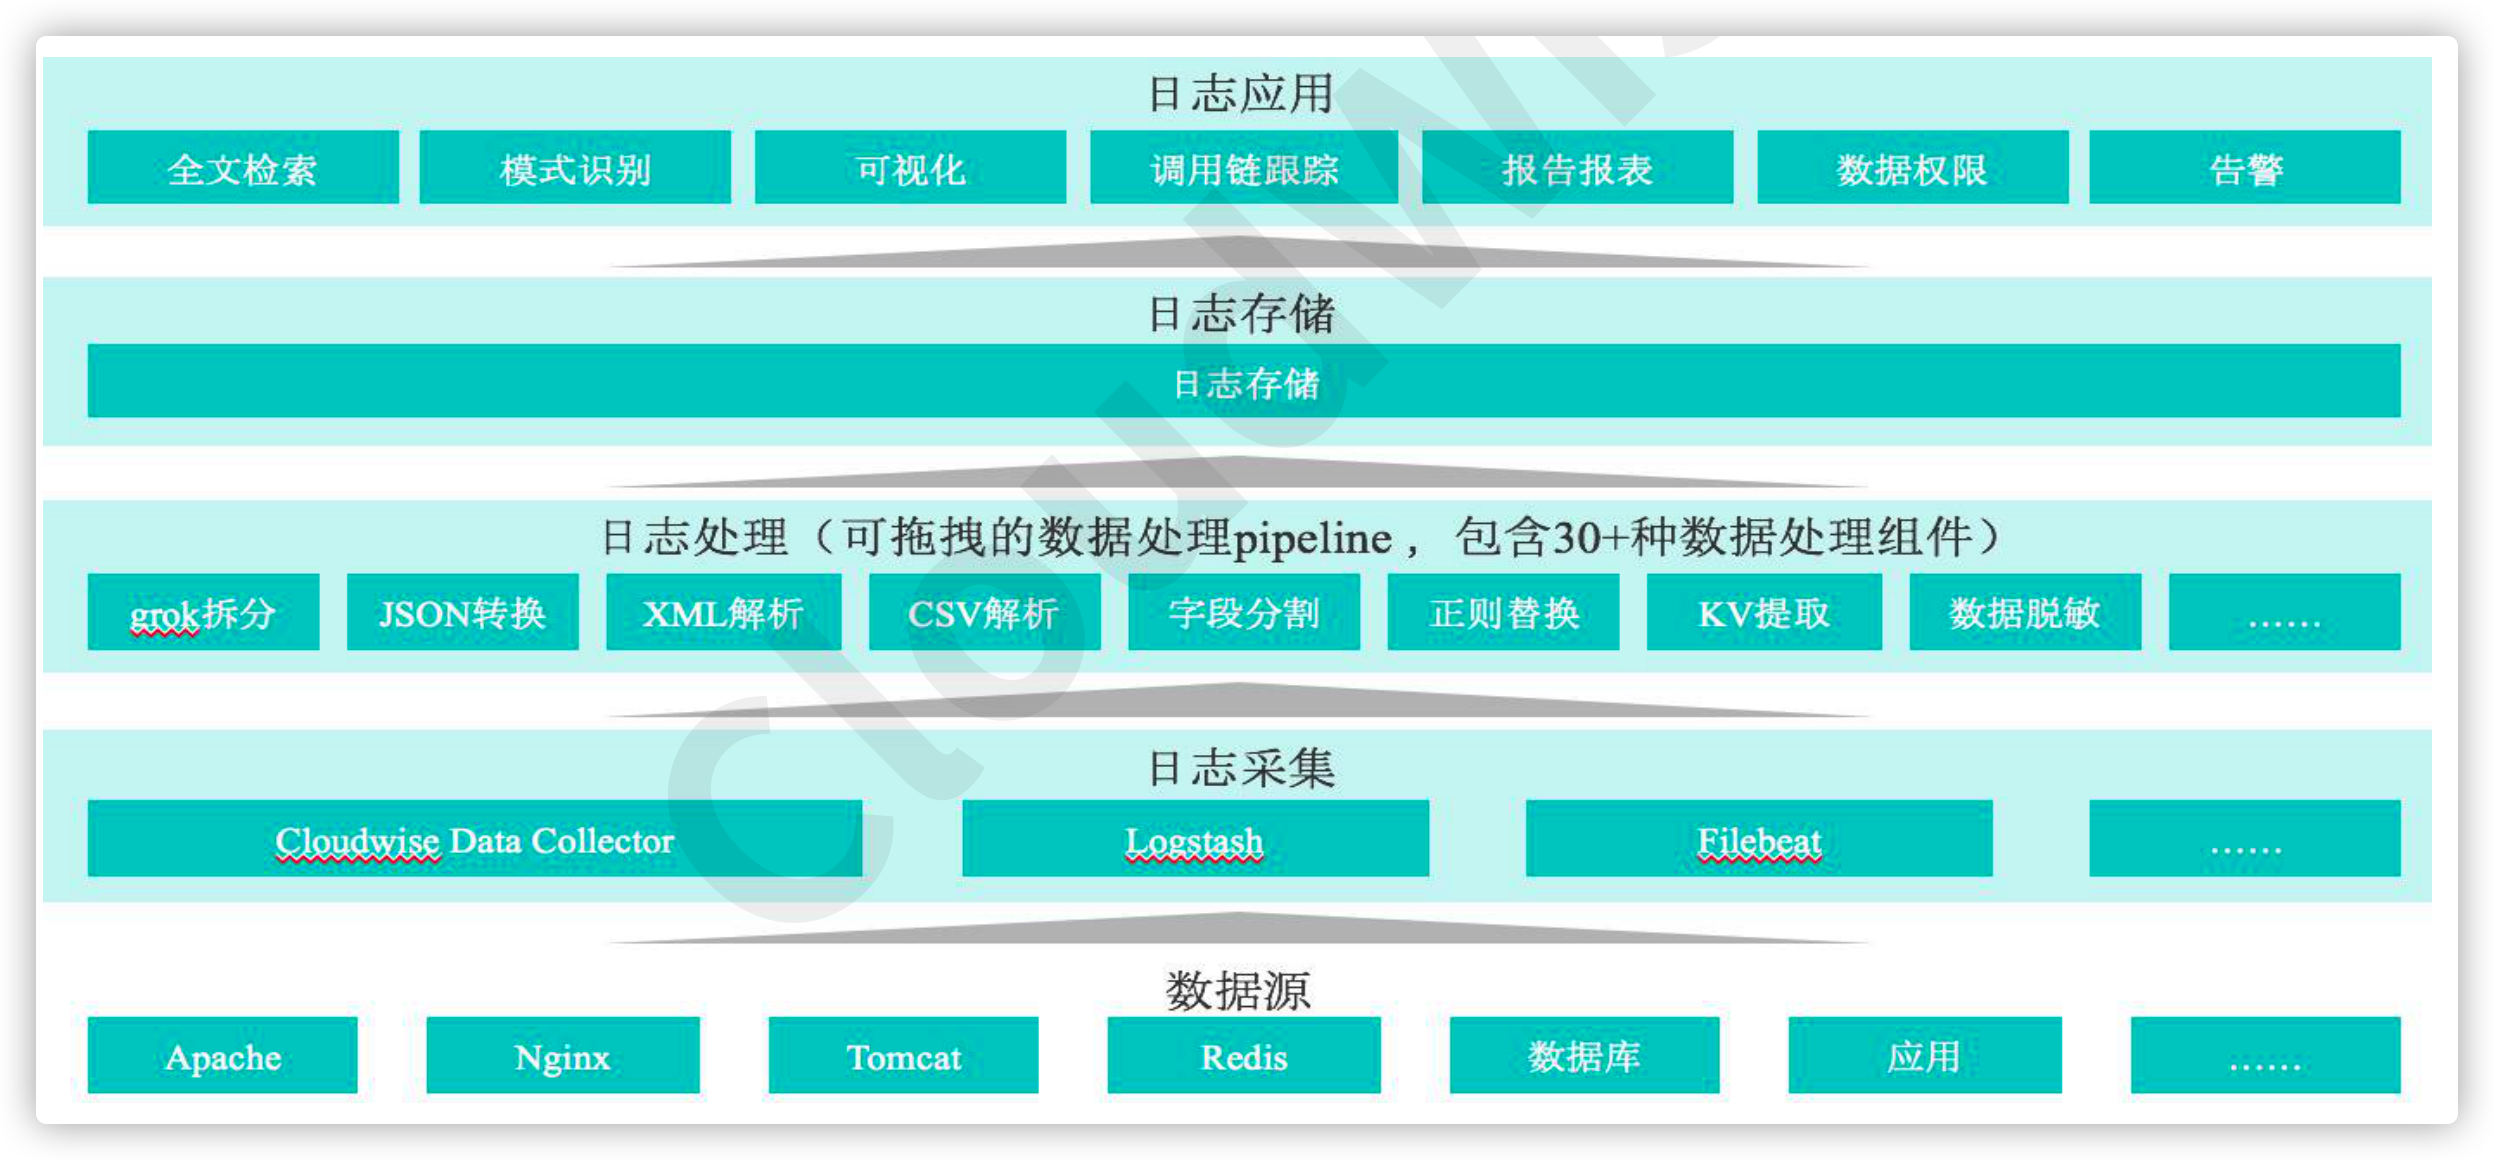 日志应用
全文检索 模式识别 可视化 调用链跟踪 报告报表 数据权限 告警
日志存储
日志存储
日志处理（可拖拽的数据处理pipeline，包含30+种数据处理组件）
grok拆分 JSON转换 XML解析 CSV解析 字段分割 正则替换 KV提取 数据脱敏 ……
日志采集
Cloudwise Data Collector Logstash Filebeat ……
数据源
Apache Nginx Tomcat Redis 数据库 应用 ……